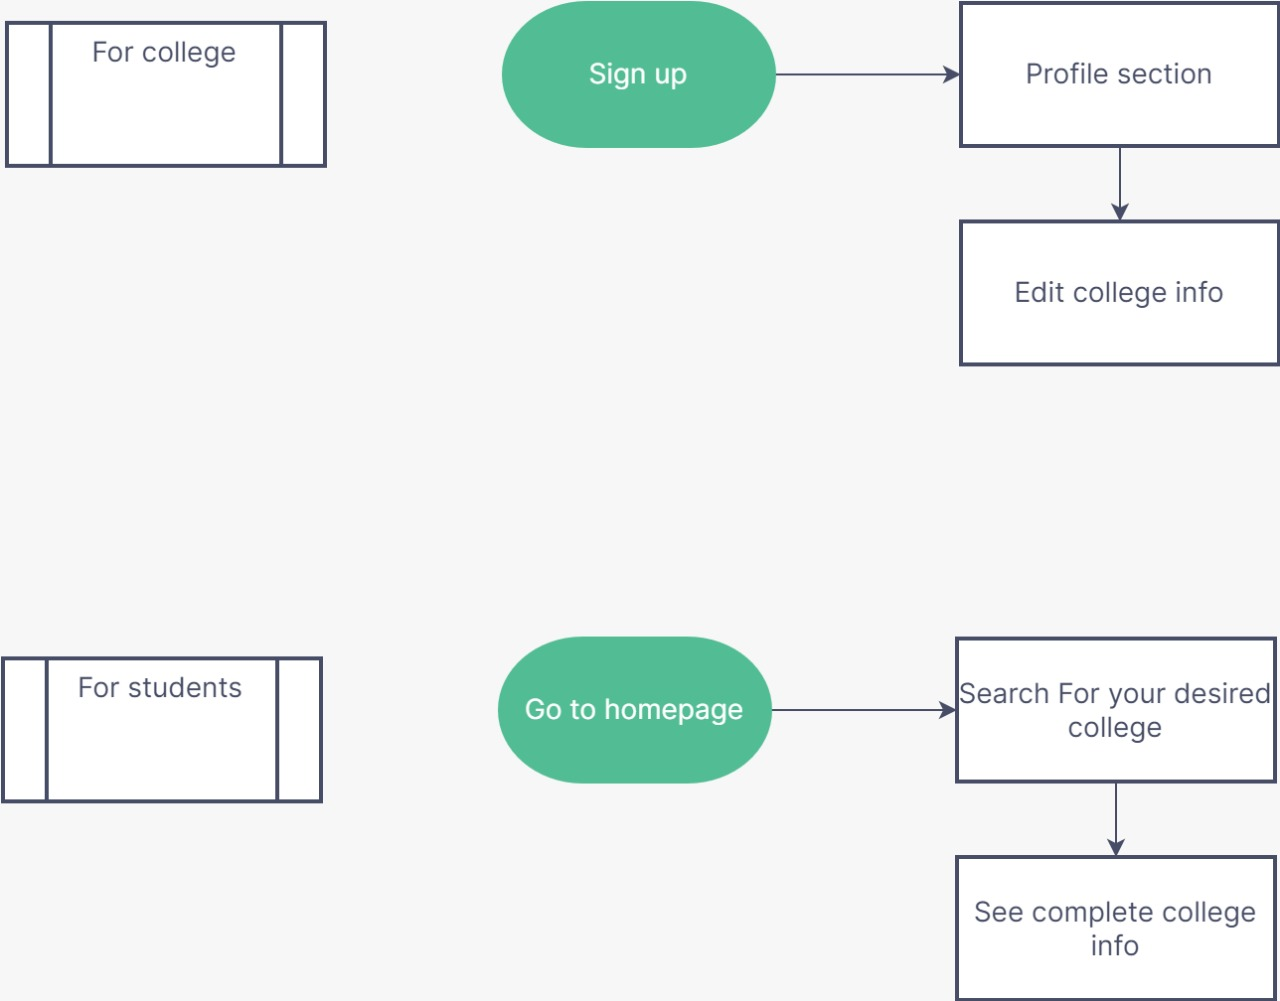 For college
Sign up
Profile section
Edit college info
For students
Go to homepage
Search For your desired
college
See complete college
info